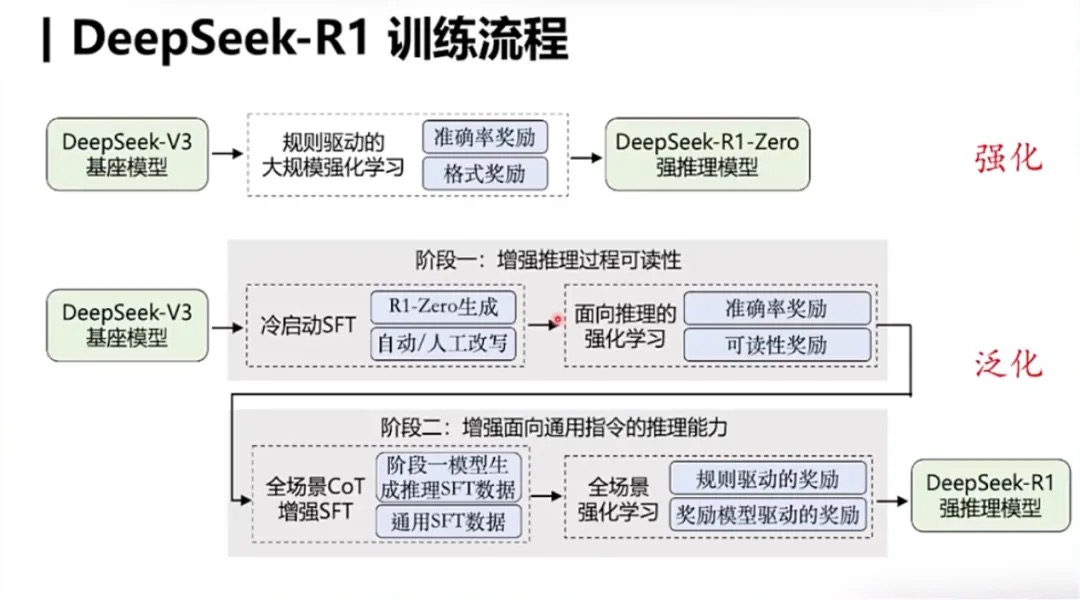 DeepSeek-R1 训练流程
DeepSeek-V3
基座模型
规则驱动的
大规模强化学习
准确率奖励
格式奖励
DeepSeek-R1-Zero
强推理模型
强化
阶段一：增强推理过程可读性
DeepSeek-V3
基座模型
冷启动SFT
R1-Zero生成
自动/人工改写
面向推理的
强化学习
准确率奖励
可读性奖励
泛化
阶段二：增强面向通用指令的推理能力
全场景CoT
增强SFT
阶段一模型生
成推理SFT数据
通用SFT数据
全场景
强化学习
规则驱动的奖励
奖励模型驱动的奖励
DeepSeek-R1
强推理模型